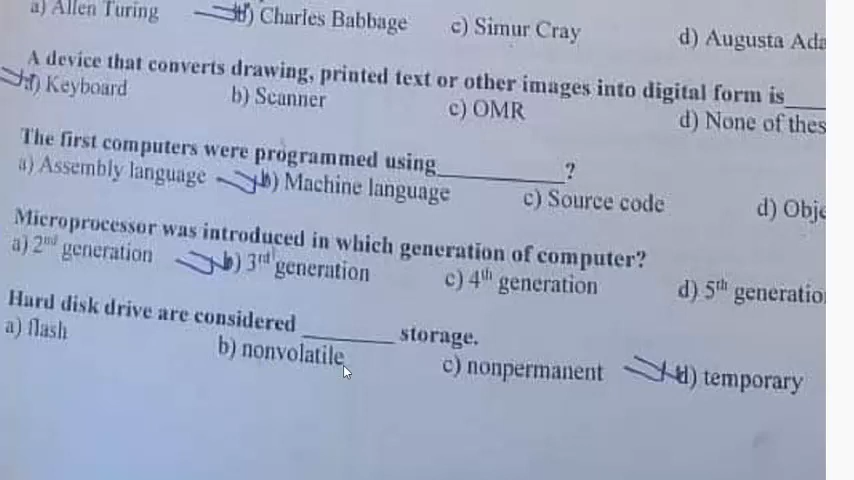 a) Allen Turing b) Charles Babbage c) Simur Cray d) Augusta Ada
A device that converts drawing, printed text or other images into digital form is______
a) Keyboard b) Scanner c) OMR d) None of thes
The first computers were programmed using____________?
a) Assembly language b) Machine language c) Source code d) Obje
Microprocessor was introduced in which generation of computer?
a) 2nd generation b) 3rd generation c) 4th generation d) 5th generatio
Hard disk drive are considered _________ storage.
a) flash b) nonvolatile c) nonpermanent d) temporary